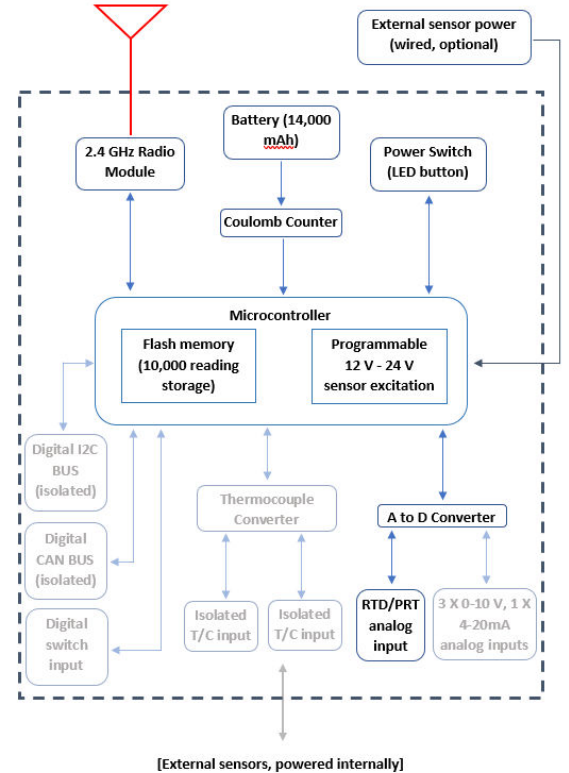 External sensor power
(wired, optional)
Battery (14,000
mAh)
2.4 GHz Radio
Module
Power Switch
(LED button)
Coulomb Counter
Microcontroller
Flash memory
(10,000 reading
storage)
Programmable
12 V - 24 V
sensor excitation
Digital I2C
BUS
(isolated)
Thermocouple
Converter
A to D Converter
Digital
CAN BUS
(isolated)
Isolated
T/C input
Isolated
T/C input
RTD/PRT
analog
input
3 X 0-10 V, 1 X
4-20mA
analog inputs
Digital
switch
input
[External sensors, powered internally]